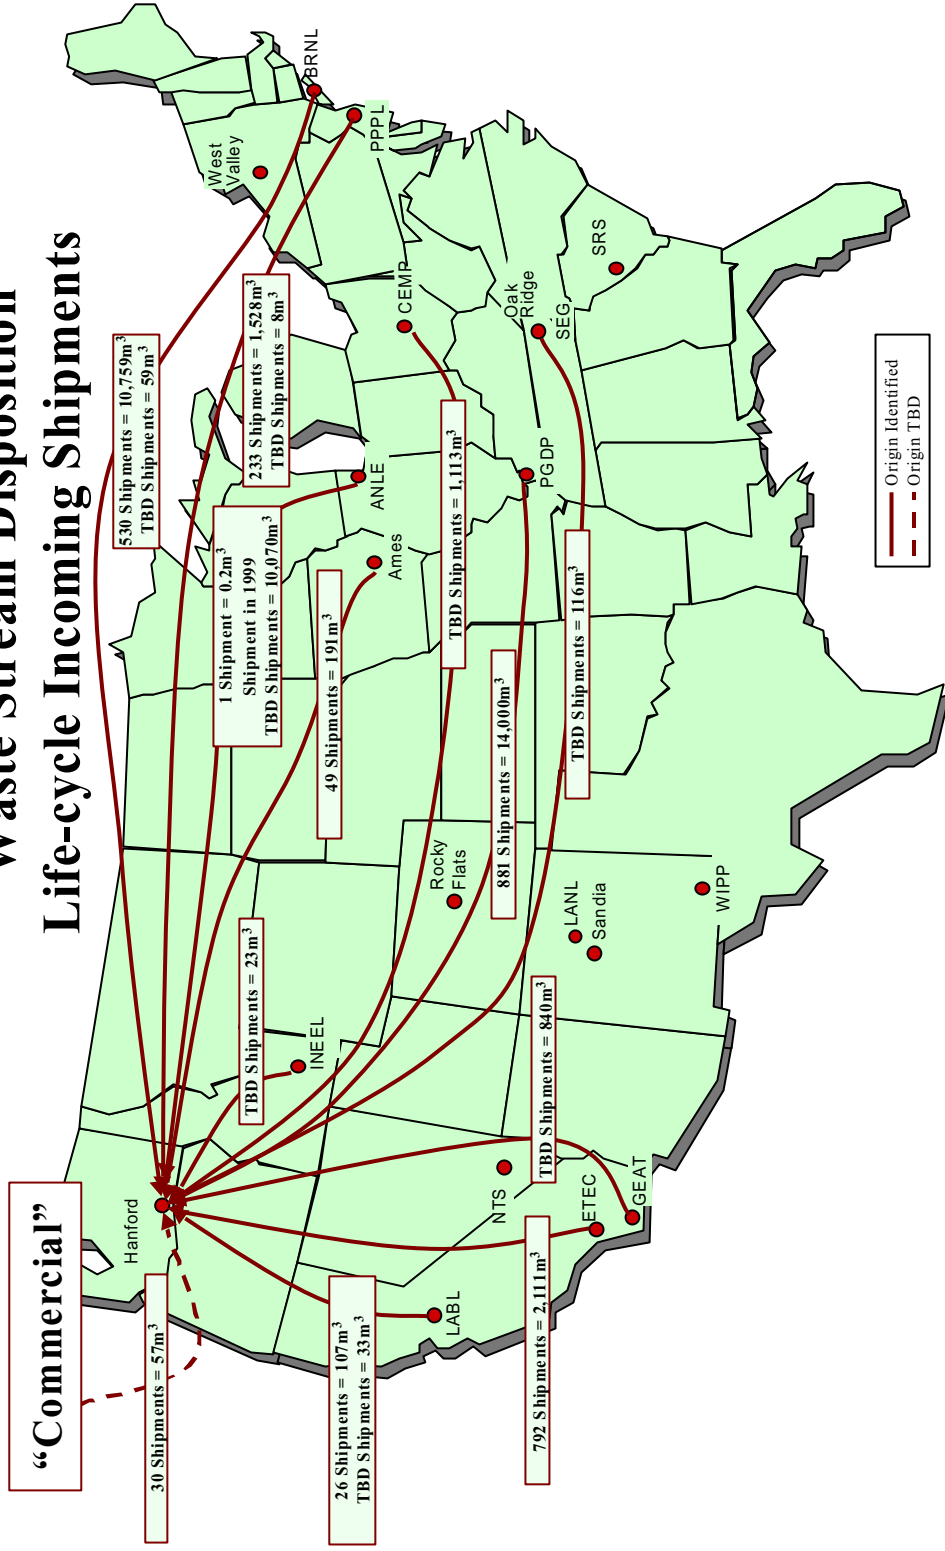 Waste Stream Disposition
Life-cycle Incoming Shipments
“Commercial”
Hanford
30 Shipments = 57m³
26 Shipments = 107m³
TBD Shipments = 33m³
LABL
792 Shipments = 2,111m³
ETEC
GEAT
NTS
TBD Shipments = 840m³
INEEL
TBD Shipments = 23m³
Rocky
Flats
LANL
Sandia
WIPP
881 Shipments = 14,000m³
TBD Shipments = 116m³
49 Shipments = 191m³
TBD Shipments = 1,113m³
1 Shipment = 0.2m³
Shipment in 1999
TBD Shipments = 10,070m³
Ames
ANLE
PGDP
530 Shipments = 10,759m³
TBD Shipments = 59m³
233 Shipments = 1,528m³
TBD Shipments = 8m³
CEMP
Oak
Ridge
SEG
SRS
West
Valley
PPPL
BRNL
Origin Identified
Origin TBD